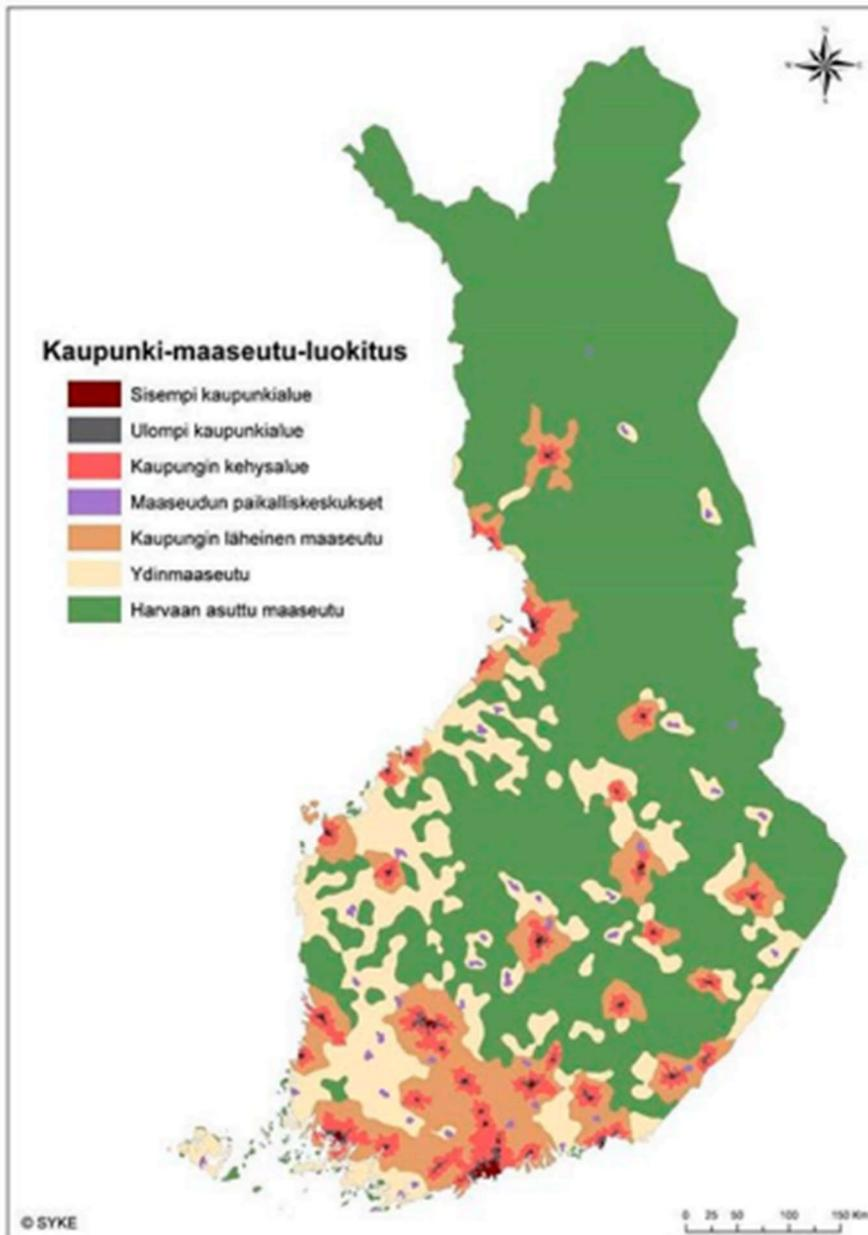 Kaupunki-maaseutu-luokitus
Sisempi kaupunkialue
Ulompi kaupunkialue
Kaupungin kehysalue
Maaseudun paikalliskeskukset
Kaupungin läheinen maaseutu
Ydinmaaseutu
Harvaan asuttu maaseutu
© SYKE
0 25 50 100 150 Km